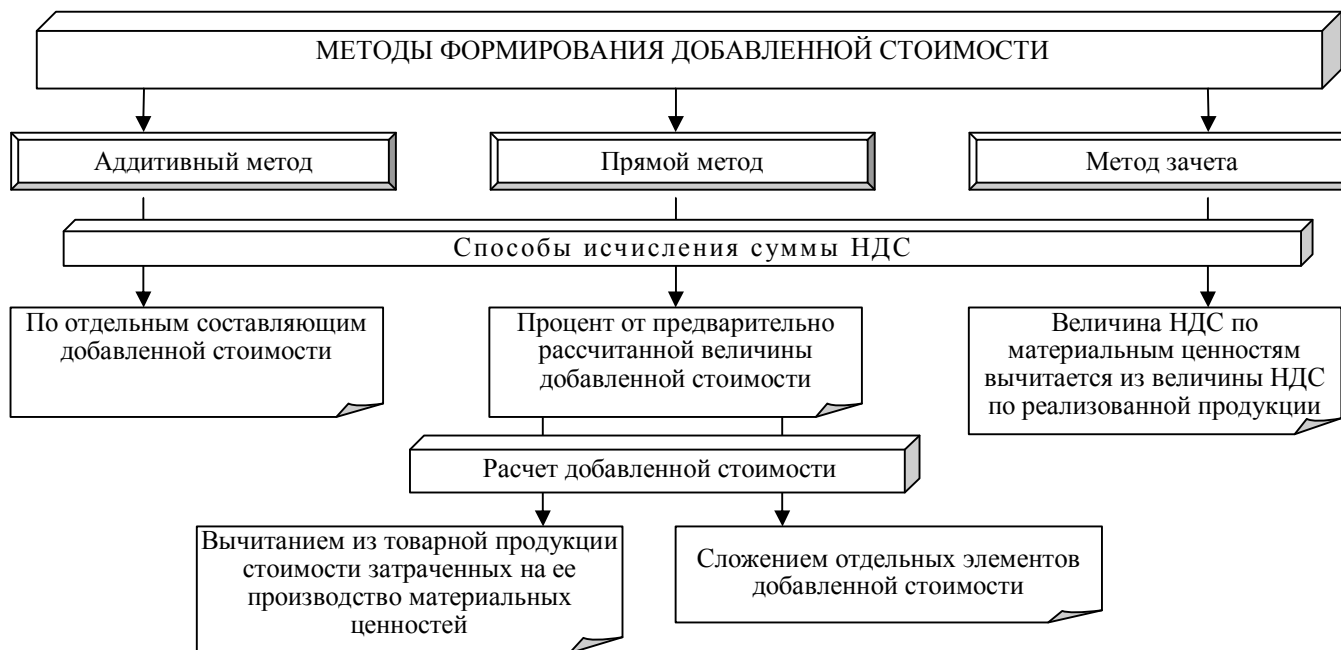 МЕТОДЫ ФОРМИРОВАНИЯ ДОБАВЛЕННОЙ СТОИМОСТИ
Аддитивный метод
Прямой метод
Метод зачета
Способы исчисления суммы НДС
По отдельным составляющим
добавленной стоимости
Процент от предварительно
рассчитанной величины
добавленной стоимости
Величина НДС по
материальным ценностям
вычитается из величины НДС
по реализованной продукции
Расчет добавленной стоимости
Вычитанием из товарной продукции
стоимости затраченных на ее
производство материальных
ценностей
Сложением отдельных элементов
добавленной стоимости